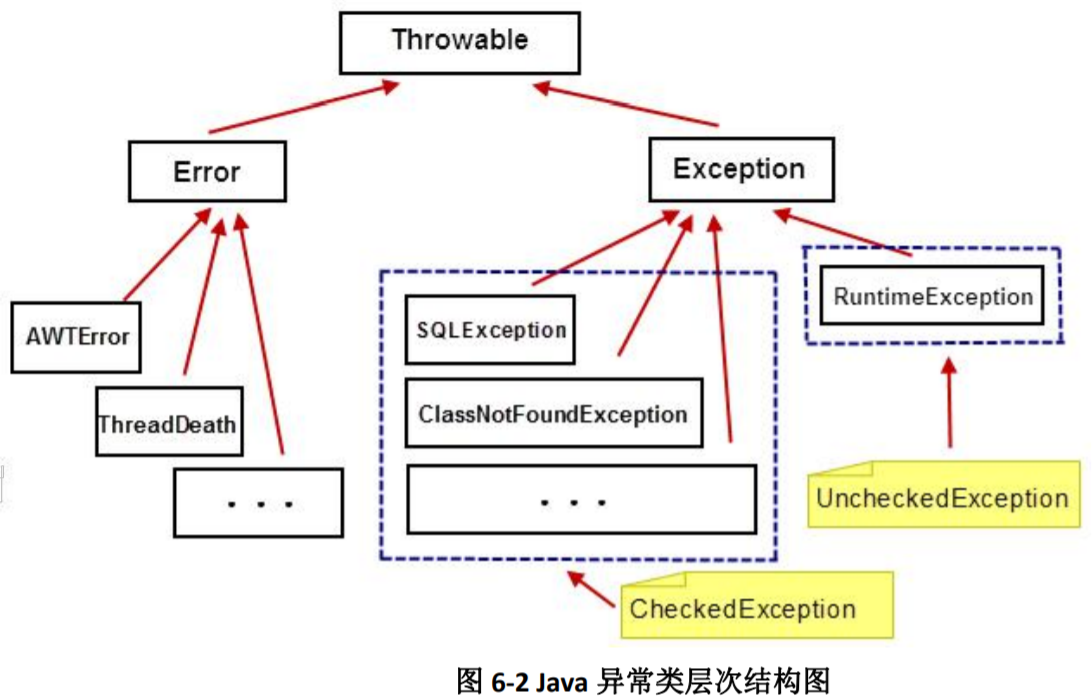 Throwable
Error
Exception
AWTError
ThreadDeath
. . .
SQLException
ClassNotFoundException
. . .
RuntimeException
UncheckedException
CheckedException
图 6-2 Java 异常类层次结构图